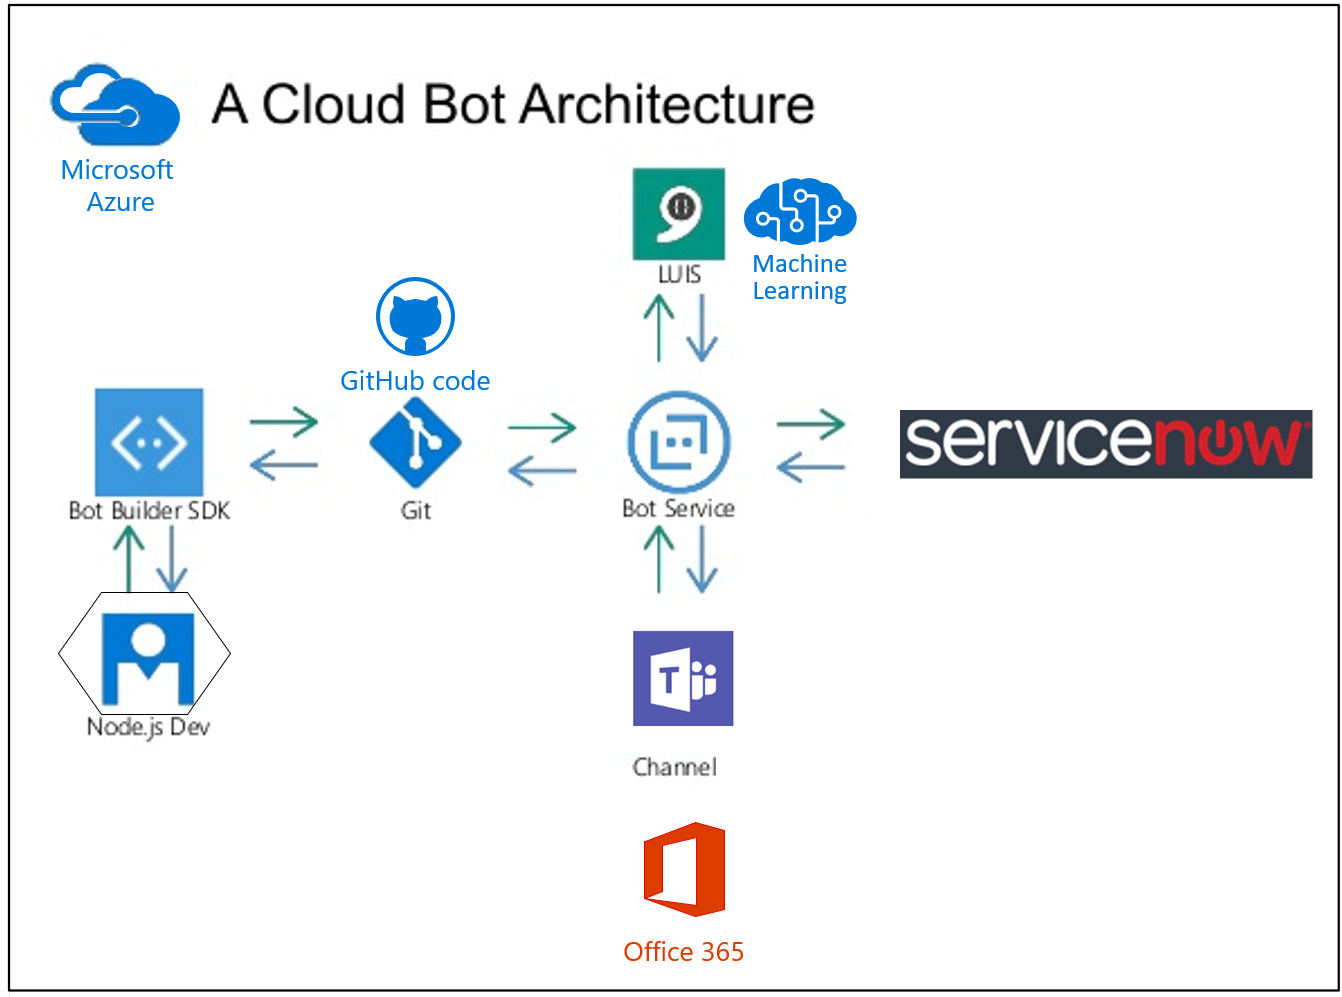 A Cloud Bot Architecture
Microsoft
Azure
LUIS
Machine
Learning
GitHub code
Bot Builder SDK
Git
Bot Service
servicenow
Node.js Dev
T
Channel
Office 365